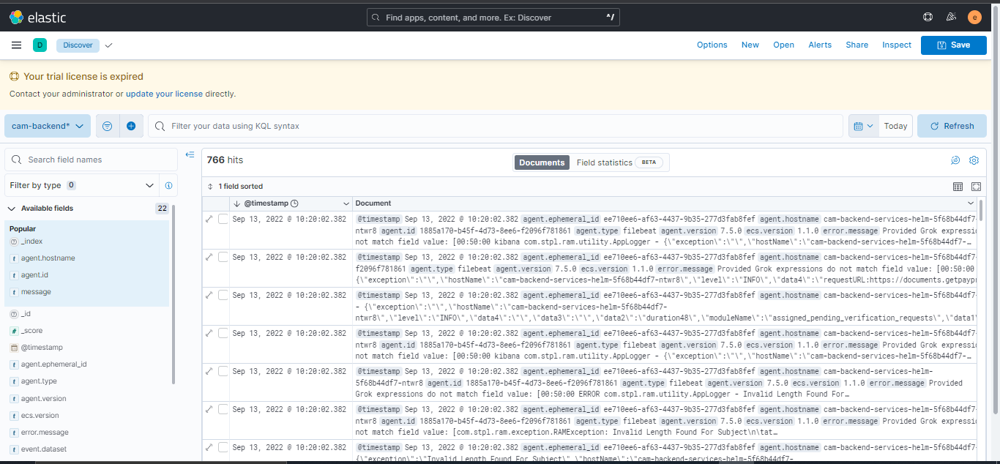 elastic
Find apps, content, and more. Ex: Discover
^/
e
D
Discover
Options
New
Open
Alerts
Share
Inspect
Save
Your trial license is expired
Contact your administrator or update your license directly.
cam-backend*
Filter your data using KQL syntax
Today
Refresh
Search field names
Filter by type 0
Available fields 22
Popular
_index
agent.hostname
agent.id
message
_id
_score
@timestamp
agent.ephemeral_id
agent.type
agent.version
ecs.version
error.message
event.dataset
766 hits
Documents
Field statistics BETA
1 field sorted
@timestamp
Document
Sep 13, 2022 @ 10:20:02.382
@timestamp Sep 13, 2022 @ 10:20:02.382 agent.ephemeral_id ee710ee6-af63-4437-9b35-277d3fab8fef agent.hostname cam-backend-services-helm-5f68b44df7-
ntwr8 agent.id 1885a170-b45f-4d73-8ee6-f2096f781861 agent.type filebeat agent.version 7.5.0 ecs.version 1.1.0 error.message Provided Grok expressions do
not match field value: [00:50:00 kibana com.stpl.ram.utility.AppLogger - {\"exception\":\"\",\"hostName\":\"cam-backend-services-helm-5f68b44df7-…
Sep 13, 2022 @ 10:20:02.382
@timestamp Sep 13, 2022 @ 10:20:02.382 agent.ephemeral_id ee710ee6-af63-4437-9b35-277d3fab8fef agent.hostname cam-backend-services-helm-5f68b44df7-
f2096f781861 agent.type filebeat agent.version 7.5.0 ecs.version 1.1.0 error.message Provided Grok expressions do not match field value: [00:50:00
{\"exception\":\"\",\"hostName\":\"cam-backend-services-helm-5f68b44df7-ntwr8\",\"level\":\"INFO\",\"data4\":\"requestURL:https://documents.getpaypr
Sep 13, 2022 @ 10:20:02.382
@timestamp Sep 13, 2022 @ 10:20:02.382 agent.ephemeral_id ee710ee6-af63-4437-9b35-277d3fab8fef agent.hostname cam-backend-services-helm-5f68b44df7-
- {\"exception\":\"\",\"hostName\":\"cam-backend-services-helm-5f68b44df7-
ntwr8\",\"level\":\"INFO\",\"data4\":\"\",\"data3\":\"\",\"data2\":\"duration48\",\"moduleName\":\"assigned_pending_verification_requests\",\"data1\"
Sep 13, 2022 @ 10:20:02.382
@timestamp Sep 13, 2022 @ 10:20:02.382 agent.ephemeral_id ee710ee6-af63-4437-9b35-277d3fab8fef agent.hostname cam-backend-services-helm-5f68b44df7-
ntwr8 agent.id 1885a170-b45f-4d73-8ee6-f2096f781861 agent.type filebeat agent.version 7.5.0 ecs.version 1.1.0 error.message Provided Grok expressions do
not match field value: [00:50:00 kibana com.stpl.ram.utility.AppLogger - {\"exception\":\"\",\"hostName\":\"cam-backend-services-helm-5f68b44df7-…
Sep 13, 2022 @ 10:20:02.382
@timestamp Sep 13, 2022 @ 10:20:02.382 agent.ephemeral_id ee710ee6-af63-4437-9b35-277d3fab8fef agent.hostname cam-backend-services-helm-
5f68b44df7-ntwr8 agent.id 1885a170-b45f-4d73-8ee6-f2096f781861 agent.type filebeat agent.version 7.5.0 ecs.version 1.1.0 error.message Provided
Grok expressions do not match field value: [00:50:00 ERROR com.stpl.ram.utility.AppLogger - Invalid Length Found For…
Sep 13, 2022 @ 10:20:02.382
@timestamp Sep 13, 2022 @ 10:20:02.382 agent.ephemeral_id ee710ee6-af63-4437-9b35-277d3fab8fef agent.hostname cam-backend-services-helm-5f68b44df7-
ntwr8 agent.id 1885a170-b45f-4d73-8ee6-f2096f781861 agent.type filebeat agent.version 7.5.0 ecs.version 1.1.0 error.message Provided Grok expressions do
not match field value: [com.stpl.ram.exception.RAMException: Invalid Length Found For Subject\n\tat…
Sep 13, 2022 @ 10:20:02.382
@timestamp Sep 13, 2022 @ 10:20:02.382 agent.ephemeral_id ee710ee6-af63-4437-9b35-277d3fab8fef agent.hostname cam-backend-services-helm-5f68b44df7-
{\"exception\":\"Invalid Length Found For Subject\",\"hostName\":\"cam-backend-services-helm-5f68b44df7-